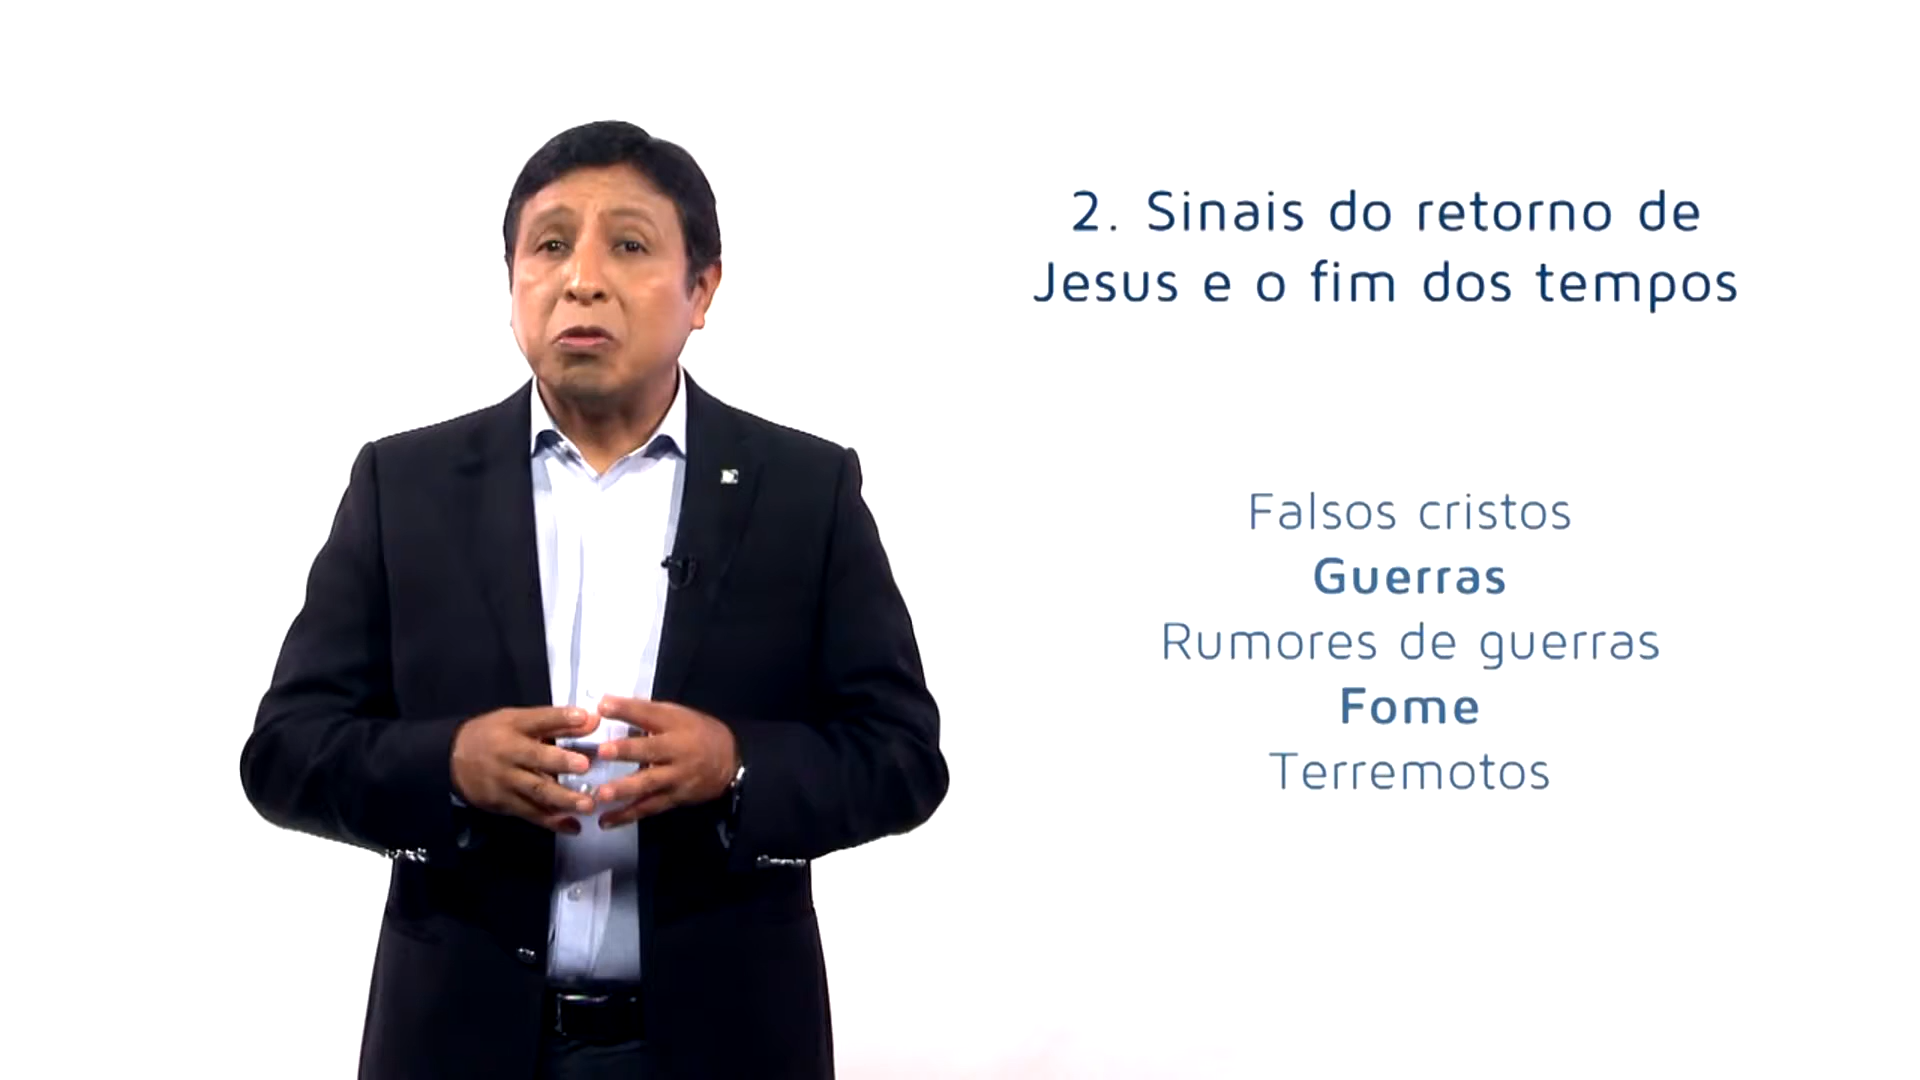 2. Sinais do retorno de
Jesus e o fim dos tempos
Falsos cristos
Guerras
Rumores de guerras
Fome
Terremotos